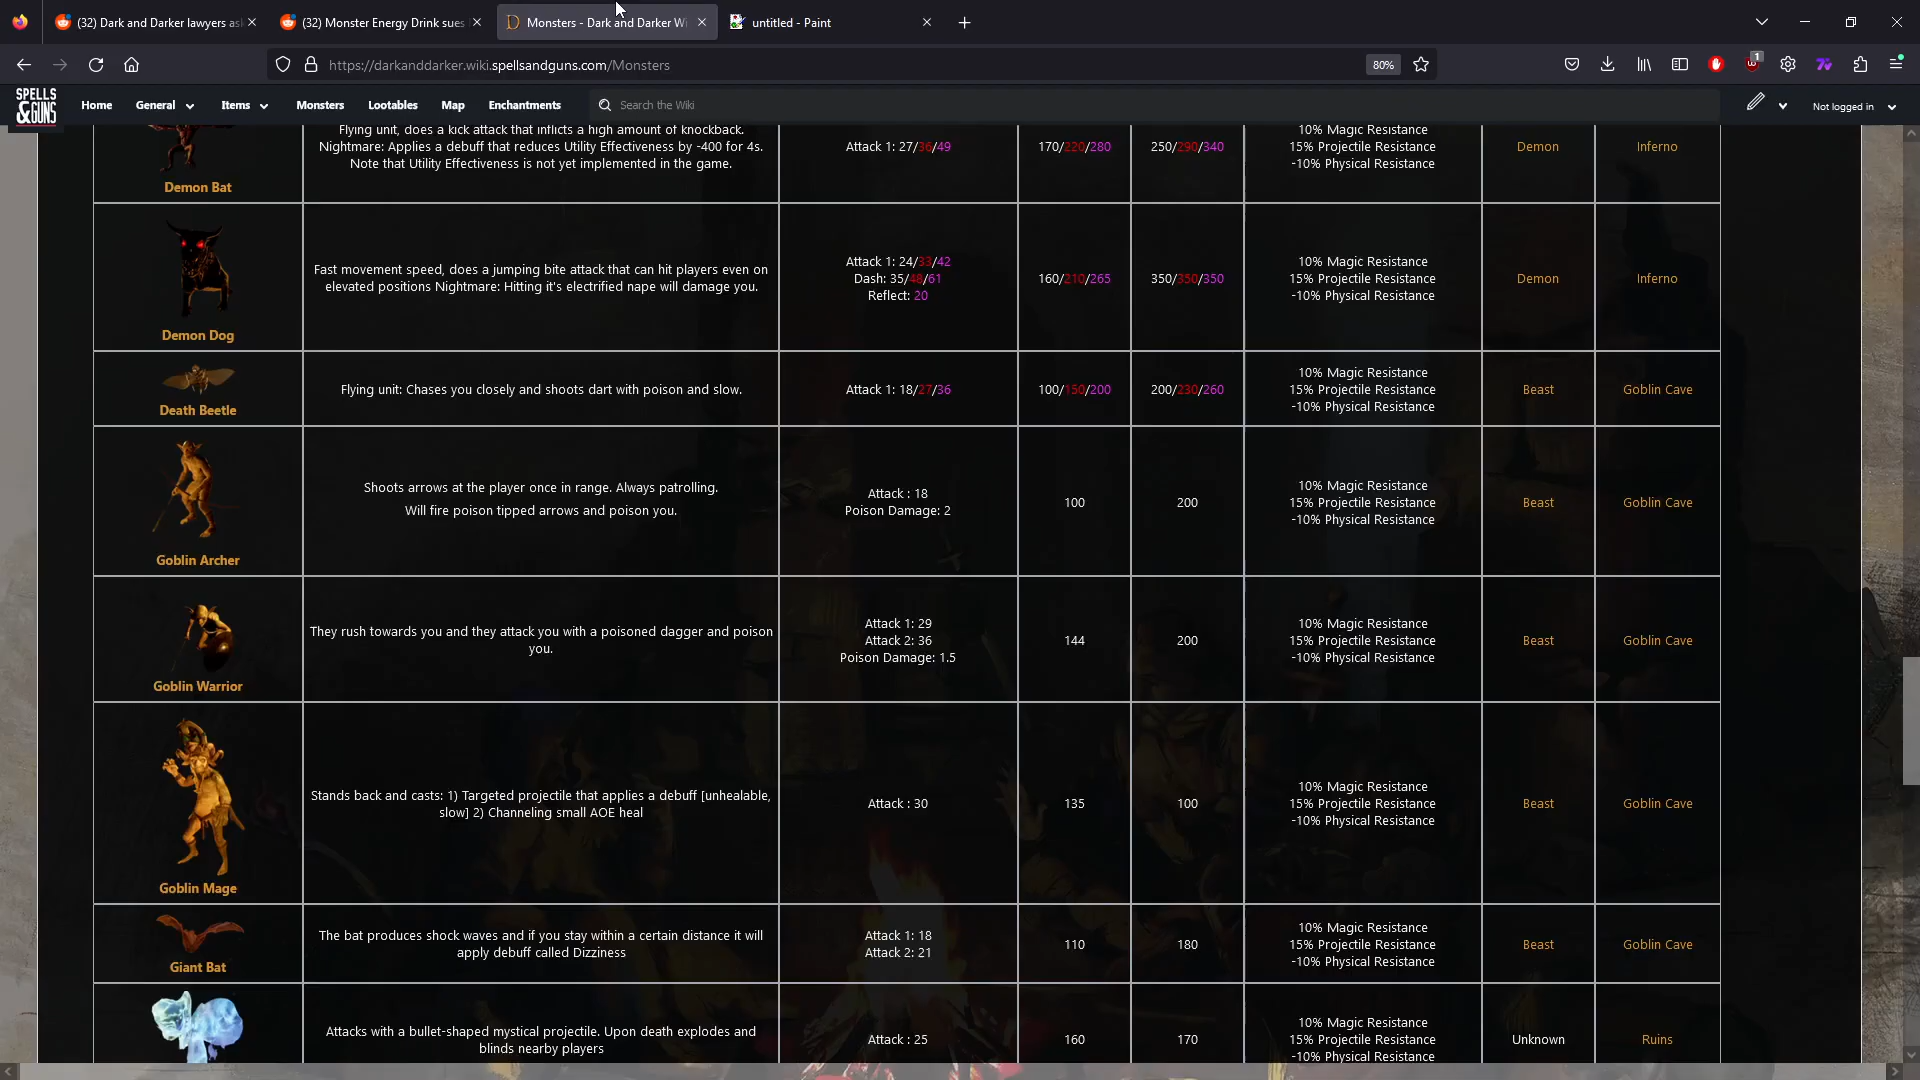 (32) Dark and Darker lawyers as
(32) Monster Energy Drink sues
Monsters - Dark and Darker Wi
untitled - Paint
https://darkanddarker.wiki.spellsandguns.com/Monsters
80%
1
SPELLS
&GUNS
Home
General
Items
Monsters
Lootables
Map
Enchantments
Search the Wiki
Not logged in
Flying unit, does a kick attack that inflicts a high amount of knockback.
Nightmare: Applies a debuff that reduces Utility Effectiveness by -400 for 4s.
Note that Utility Effectiveness is not yet implemented in the game.
Demon Bat
Attack 1: 27/36/49
170/220/280
250/290/340
10% Magic Resistance
15% Projectile Resistance
-10% Physical Resistance
Demon
Inferno
Demon Dog
Fast movement speed, does a jumping bite attack that can hit players even on
elevated positions Nightmare: Hitting it's electrified nape will damage you.
Attack 1: 24/33/42
Dash: 35/48/61
Reflect: 20
160/210/265
350/350/350
10% Magic Resistance
15% Projectile Resistance
-10% Physical Resistance
Demon
Inferno
Death Beetle
Flying unit: Chases you closely and shoots dart with poison and slow.
Attack 1: 18/27/36
100/150/200
200/230/260
10% Magic Resistance
15% Projectile Resistance
-10% Physical Resistance
Beast
Goblin Cave
Goblin Archer
Shoots arrows at the player once in range. Always patrolling.
Will fire poison tipped arrows and poison you.
Attack : 18
Poison Damage: 2
100
200
10% Magic Resistance
15% Projectile Resistance
-10% Physical Resistance
Beast
Goblin Cave
Goblin Warrior
They rush towards you and they attack you with a poisoned dagger and poison
you.
Attack 1: 29
Attack 2: 36
Poison Damage: 1.5
144
200
10% Magic Resistance
15% Projectile Resistance
-10% Physical Resistance
Beast
Goblin Cave
Goblin Mage
Stands back and casts: 1) Targeted projectile that applies a debuff [unhealable,
slow] 2) Channeling small AOE heal
Attack : 30
135
100
10% Magic Resistance
15% Projectile Resistance
-10% Physical Resistance
Beast
Goblin Cave
Giant Bat
The bat produces shock waves and if you stay within a certain distance it will
apply debuff called Dizziness
Attack 1: 18
Attack 2: 21
110
180
10% Magic Resistance
15% Projectile Resistance
-10% Physical Resistance
Beast
Goblin Cave
Attacks with a bullet-shaped mystical projectile. Upon death explodes and
blinds nearby players
Attack : 25
160
170
10% Magic Resistance
15% Projectile Resistance
-10% Physical Resistance
Unknown
Ruins